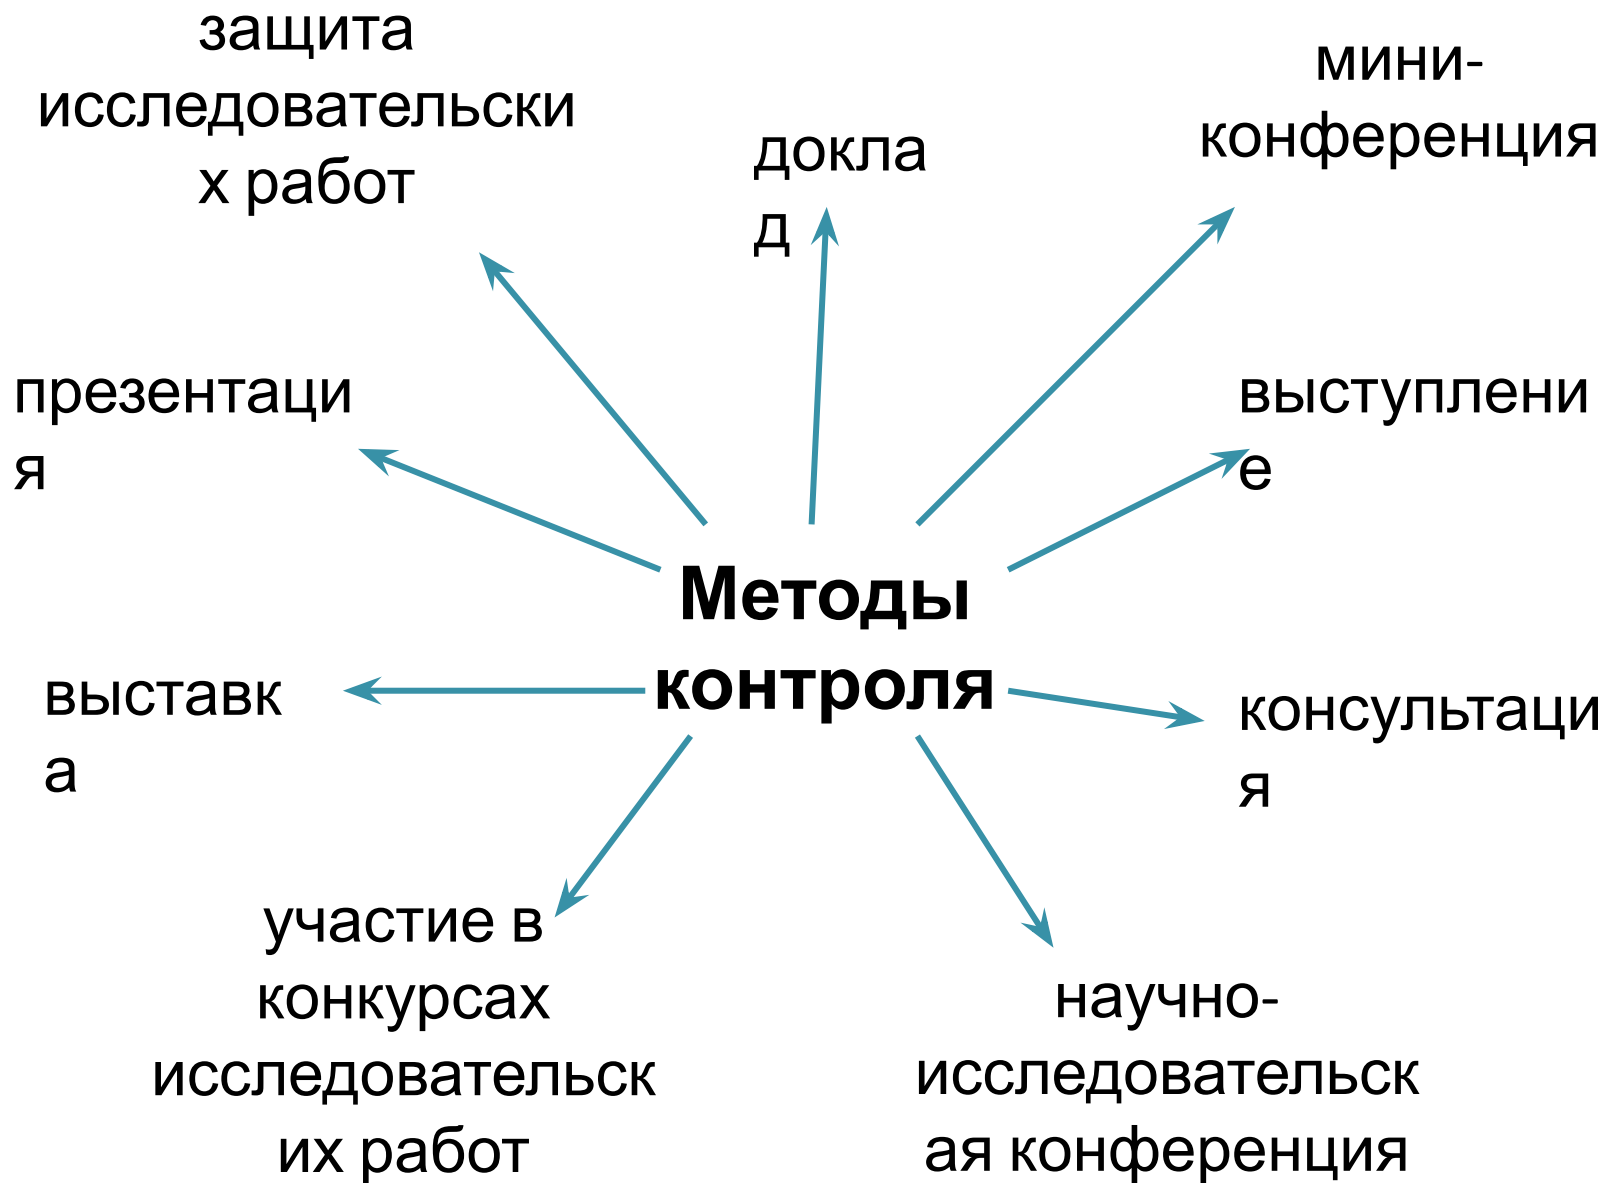 защита
исследовательски
х работ
докла
д
мини-
конференция
презентаци
я
выступлени
е
Методы
контроля
выставк
а
консультаци
я
участие в
конкурсах
исследовательск
их работ
научно-
исследовательск
ая конференция